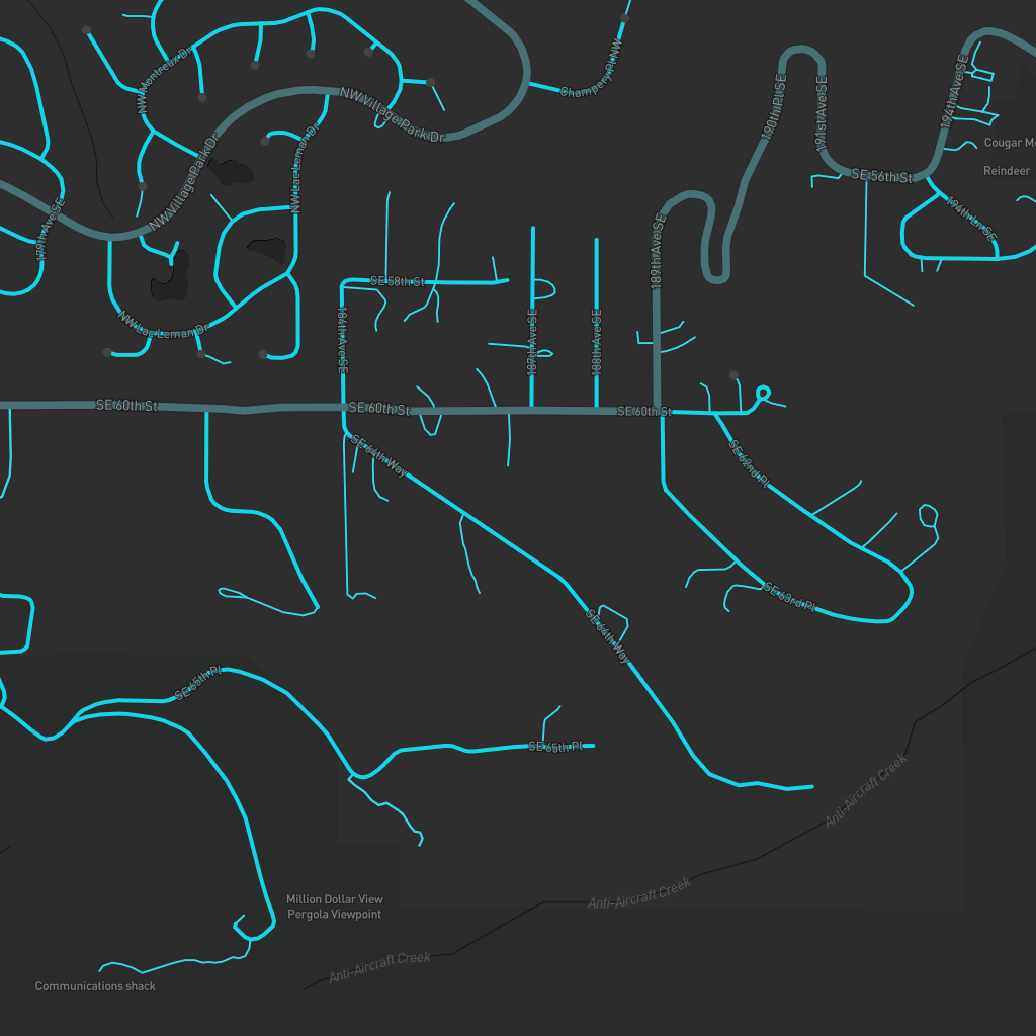 NW Montreux Dr
NW Village Park Dr
Champery Pl NW
190th Pl SE
191st Ave SE
194th Ave SE
Cougar Mo
Reindeer
SE 56th St
194th Ln SE
NW Village Park Dr
NW Lac Leman Dr
179th Ave SE
189th Ave SE
SE 58th St
NW Lac Leman Dr
184th Ave SE
187th Ave SE
188th Ave SE
SE 60th St
SE 60th St
SE 60th St
SE 64th Way
SE 62nd Pl
SE 63rd Pl
SE 64th Way
SE 65th Pl
SE 65th Pl
Anti-Aircraft Creek
Anti-Aircraft Creek
Million Dollar View
Pergola Viewpoint
Anti-Aircraft Creek
Communications shack